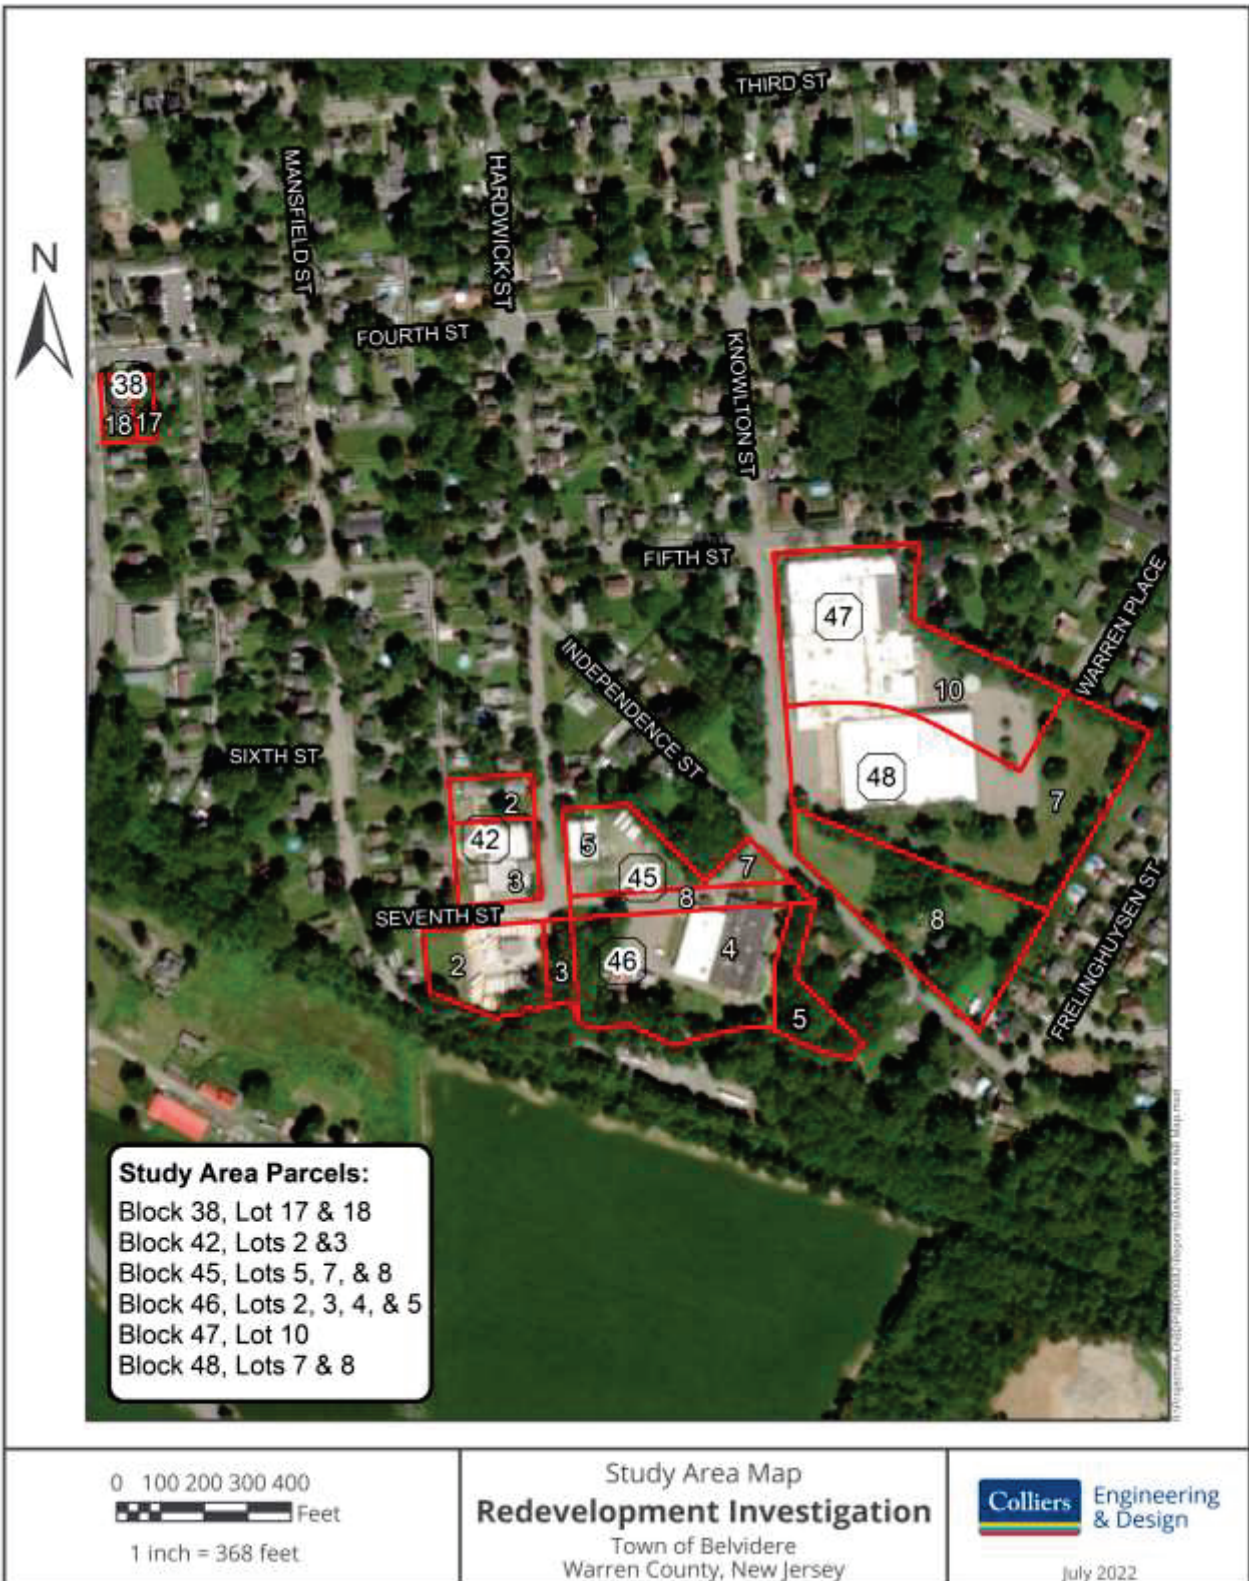 THIRD ST
MANSFIELD ST
HARDWICK ST
N
FOURTH ST
KNOWLTON ST
38
18 17
FIFTH ST
WARREN PLACE
47
INDEPENDENCE ST
10
SIXTH ST
48
2
7
42
5
7
3
45
8
SEVENTH ST
8
4
2
3
46
5
FRELINGHUYSEN ST
Study Area Parcels:
Block 38, Lot 17 & 18
Block 42, Lots 2 &3
Block 45, Lots 5, 7, & 8
Block 46, Lots 2, 3, 4, & 5
Block 47, Lot 10
Block 48, Lots 7 & 8
0 100 200 300 400
Feet
1 inch = 368 feet
Study Area Map
Redevelopment Investigation
Town of Belvidere
Warren County, New Jersey
Colliers
Engineering
& Design
July 2022